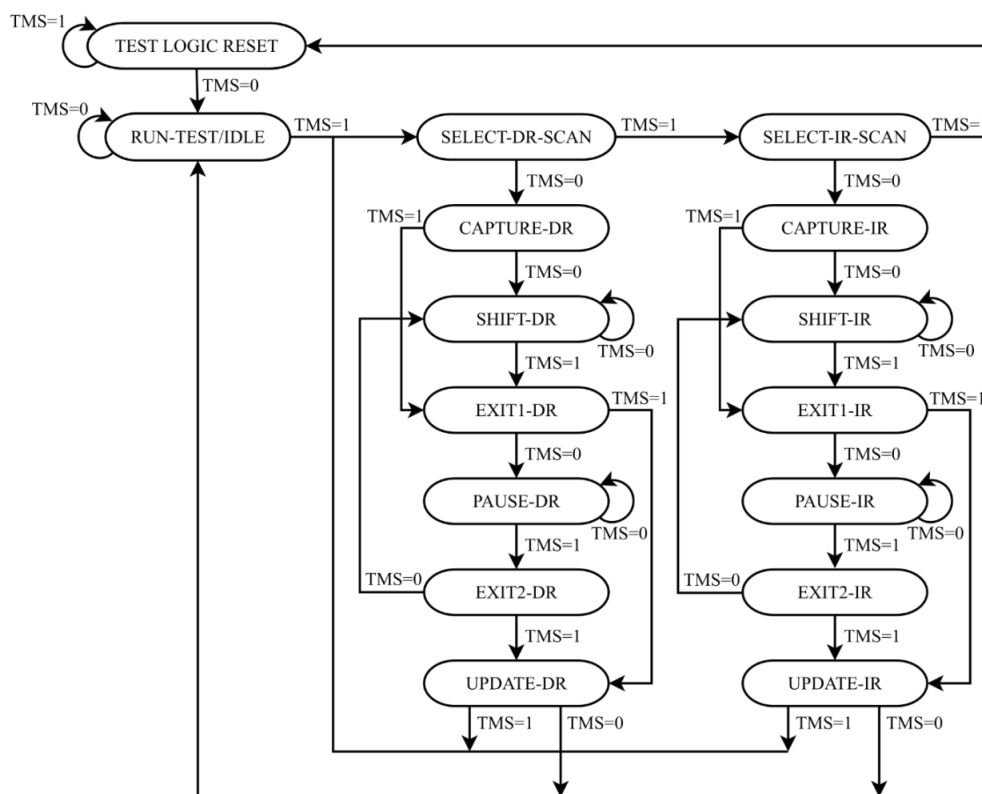 TMS=1
TEST LOGIC RESET
TMS=0
TMS=0
RUN-TEST/IDLE
TMS=1
SELECT-DR-SCAN
TMS=1
SELECT-IR-SCAN
TMS=
TMS=0
TMS=0
TMS=1
CAPTURE-DR
TMS=1
CAPTURE-IR
TMS=0
TMS=0
SHIFT-DR
TMS=0
SHIFT-IR
TMS=0
TMS=1
TMS=1
EXIT1-DR
TMS=1
EXIT1-IR
TMS=1
TMS=0
TMS=0
PAUSE-DR
TMS=0
PAUSE-IR
TMS=0
TMS=1
TMS=1
TMS=0
EXIT2-DR
TMS=0
EXIT2-IR
TMS=1
TMS=1
UPDATE-DR
UPDATE-IR
TMS=1
TMS=0
TMS=1
TMS=0